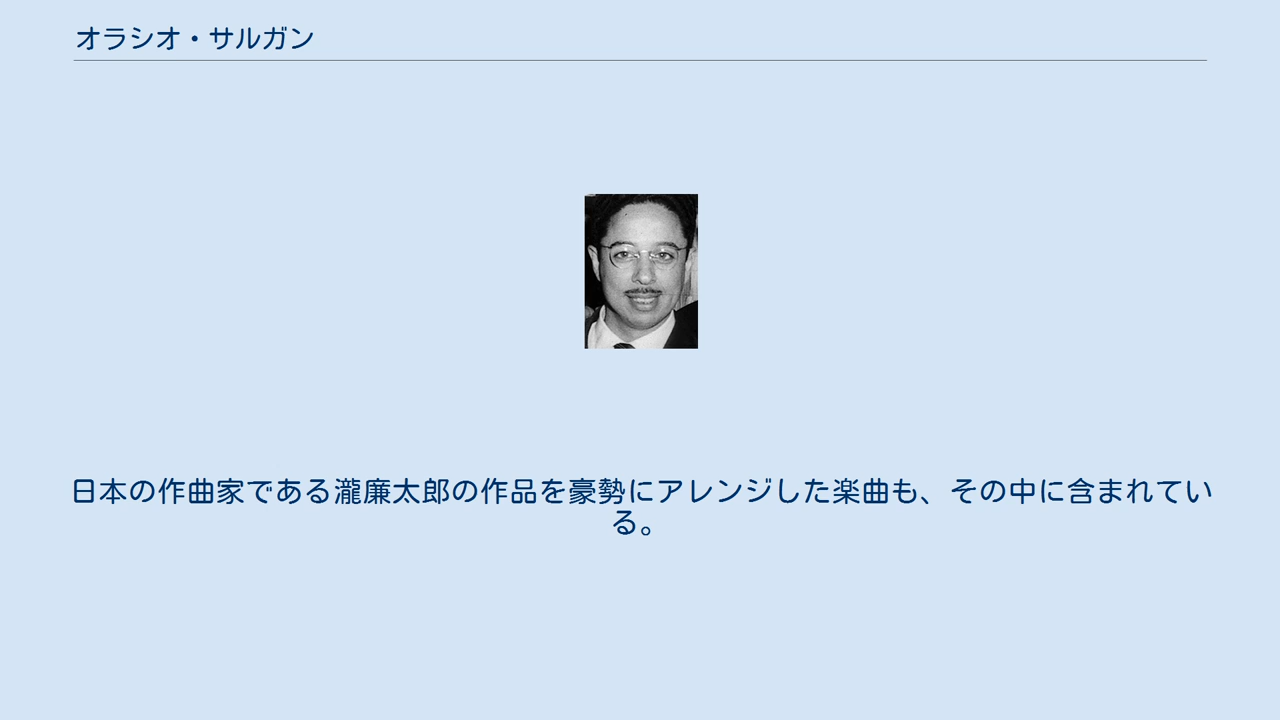 オラシオ・サルガン
日本の作曲家である瀧廉太郎の作品を豪勢にアレンジした楽曲も、その中に含まれてい
る。